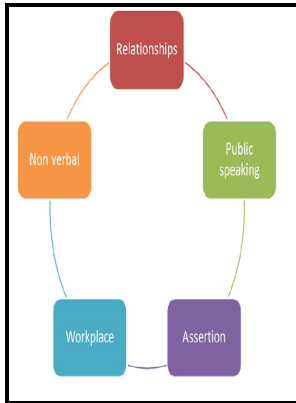 Relationships
Public
speaking
Assertion
Workplace
Non verbal